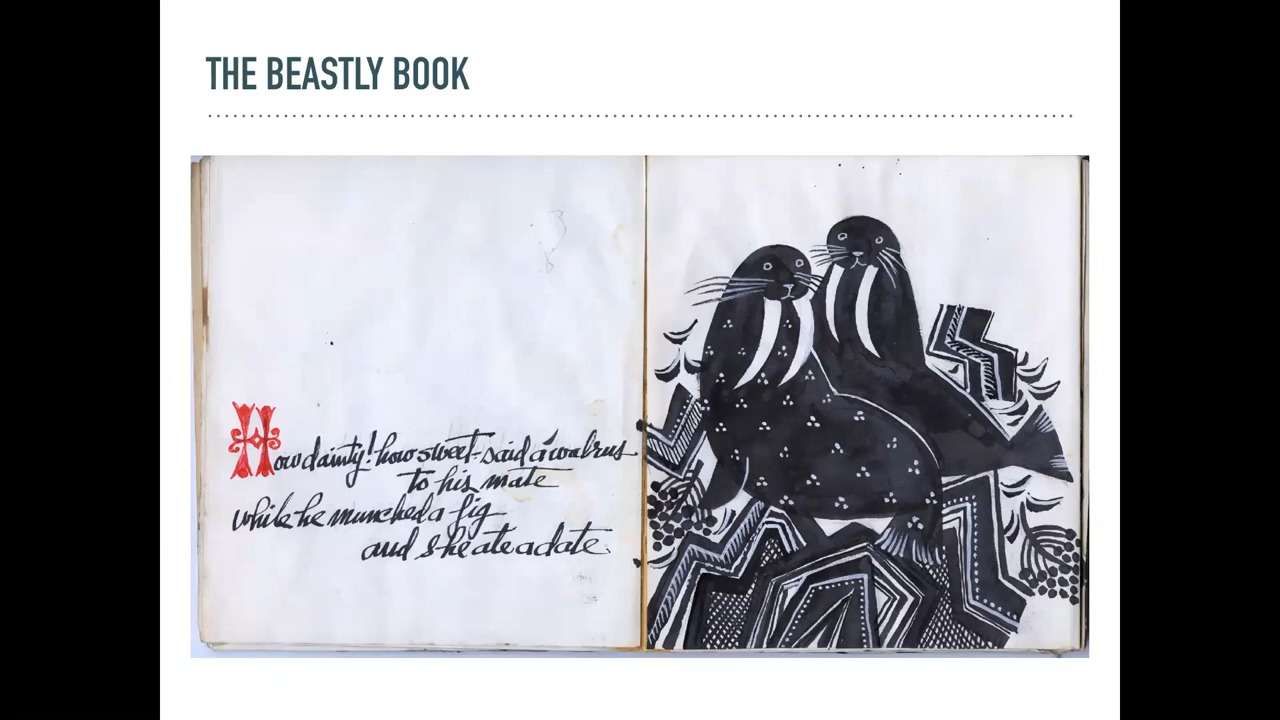 THE BEASTLY BOOK
How dainty! how sweet - said a walrus
to his mate
while he munched a fig
and she ate a date.